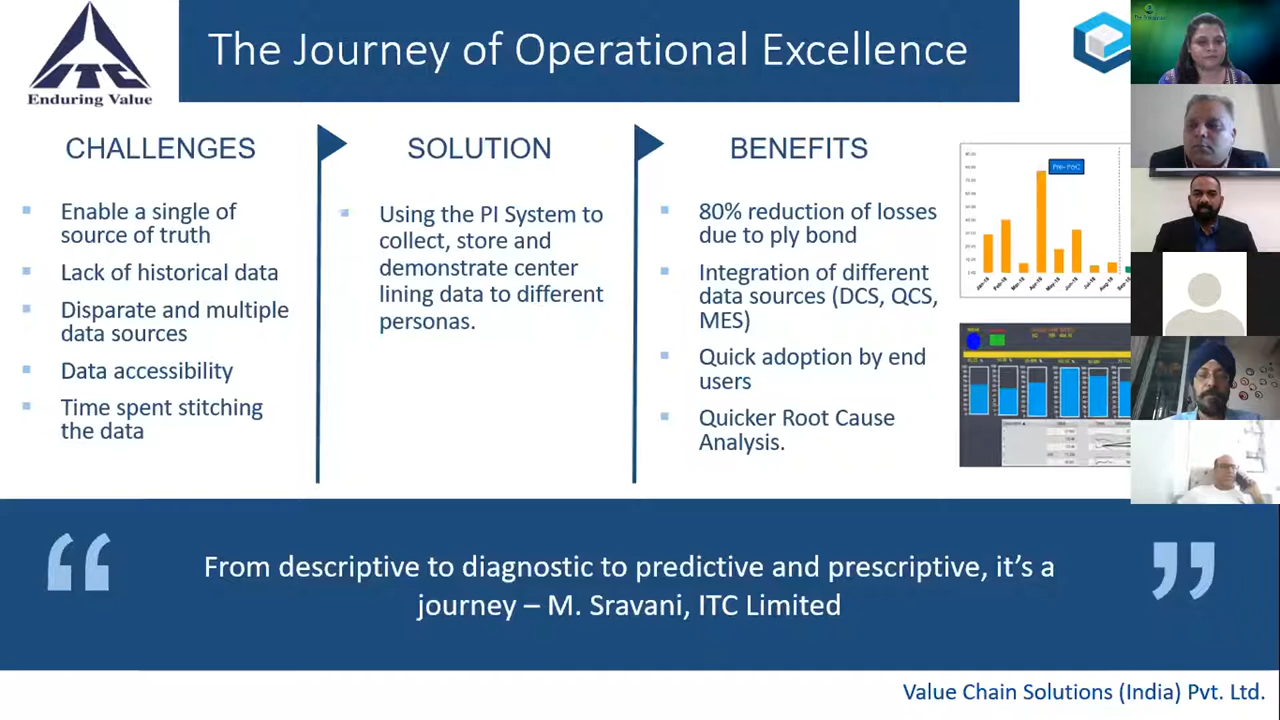 The Journey of Operational Excellence
ITC
Enduring Value
CHALLENGES
Enable a single of
source of truth
Lack of historical data
Disparate and multiple
data sources
Data accessibility
Time spent stitching
the data
SOLUTION
Using the PI System to
collect, store and
demonstrate center
lining data to different
personas.
BENEFITS
80% reduction of losses
due to ply bond
Integration of different
data sources (DCS, QCS,
MES)
Quick adoption by end
users
Quicker Root Cause
Analysis.
“
From descriptive to diagnostic to predictive and prescriptive, it’s a
journey – M. Sravani, ITC Limited
”
Value Chain Solutions (India) Pvt. Ltd.